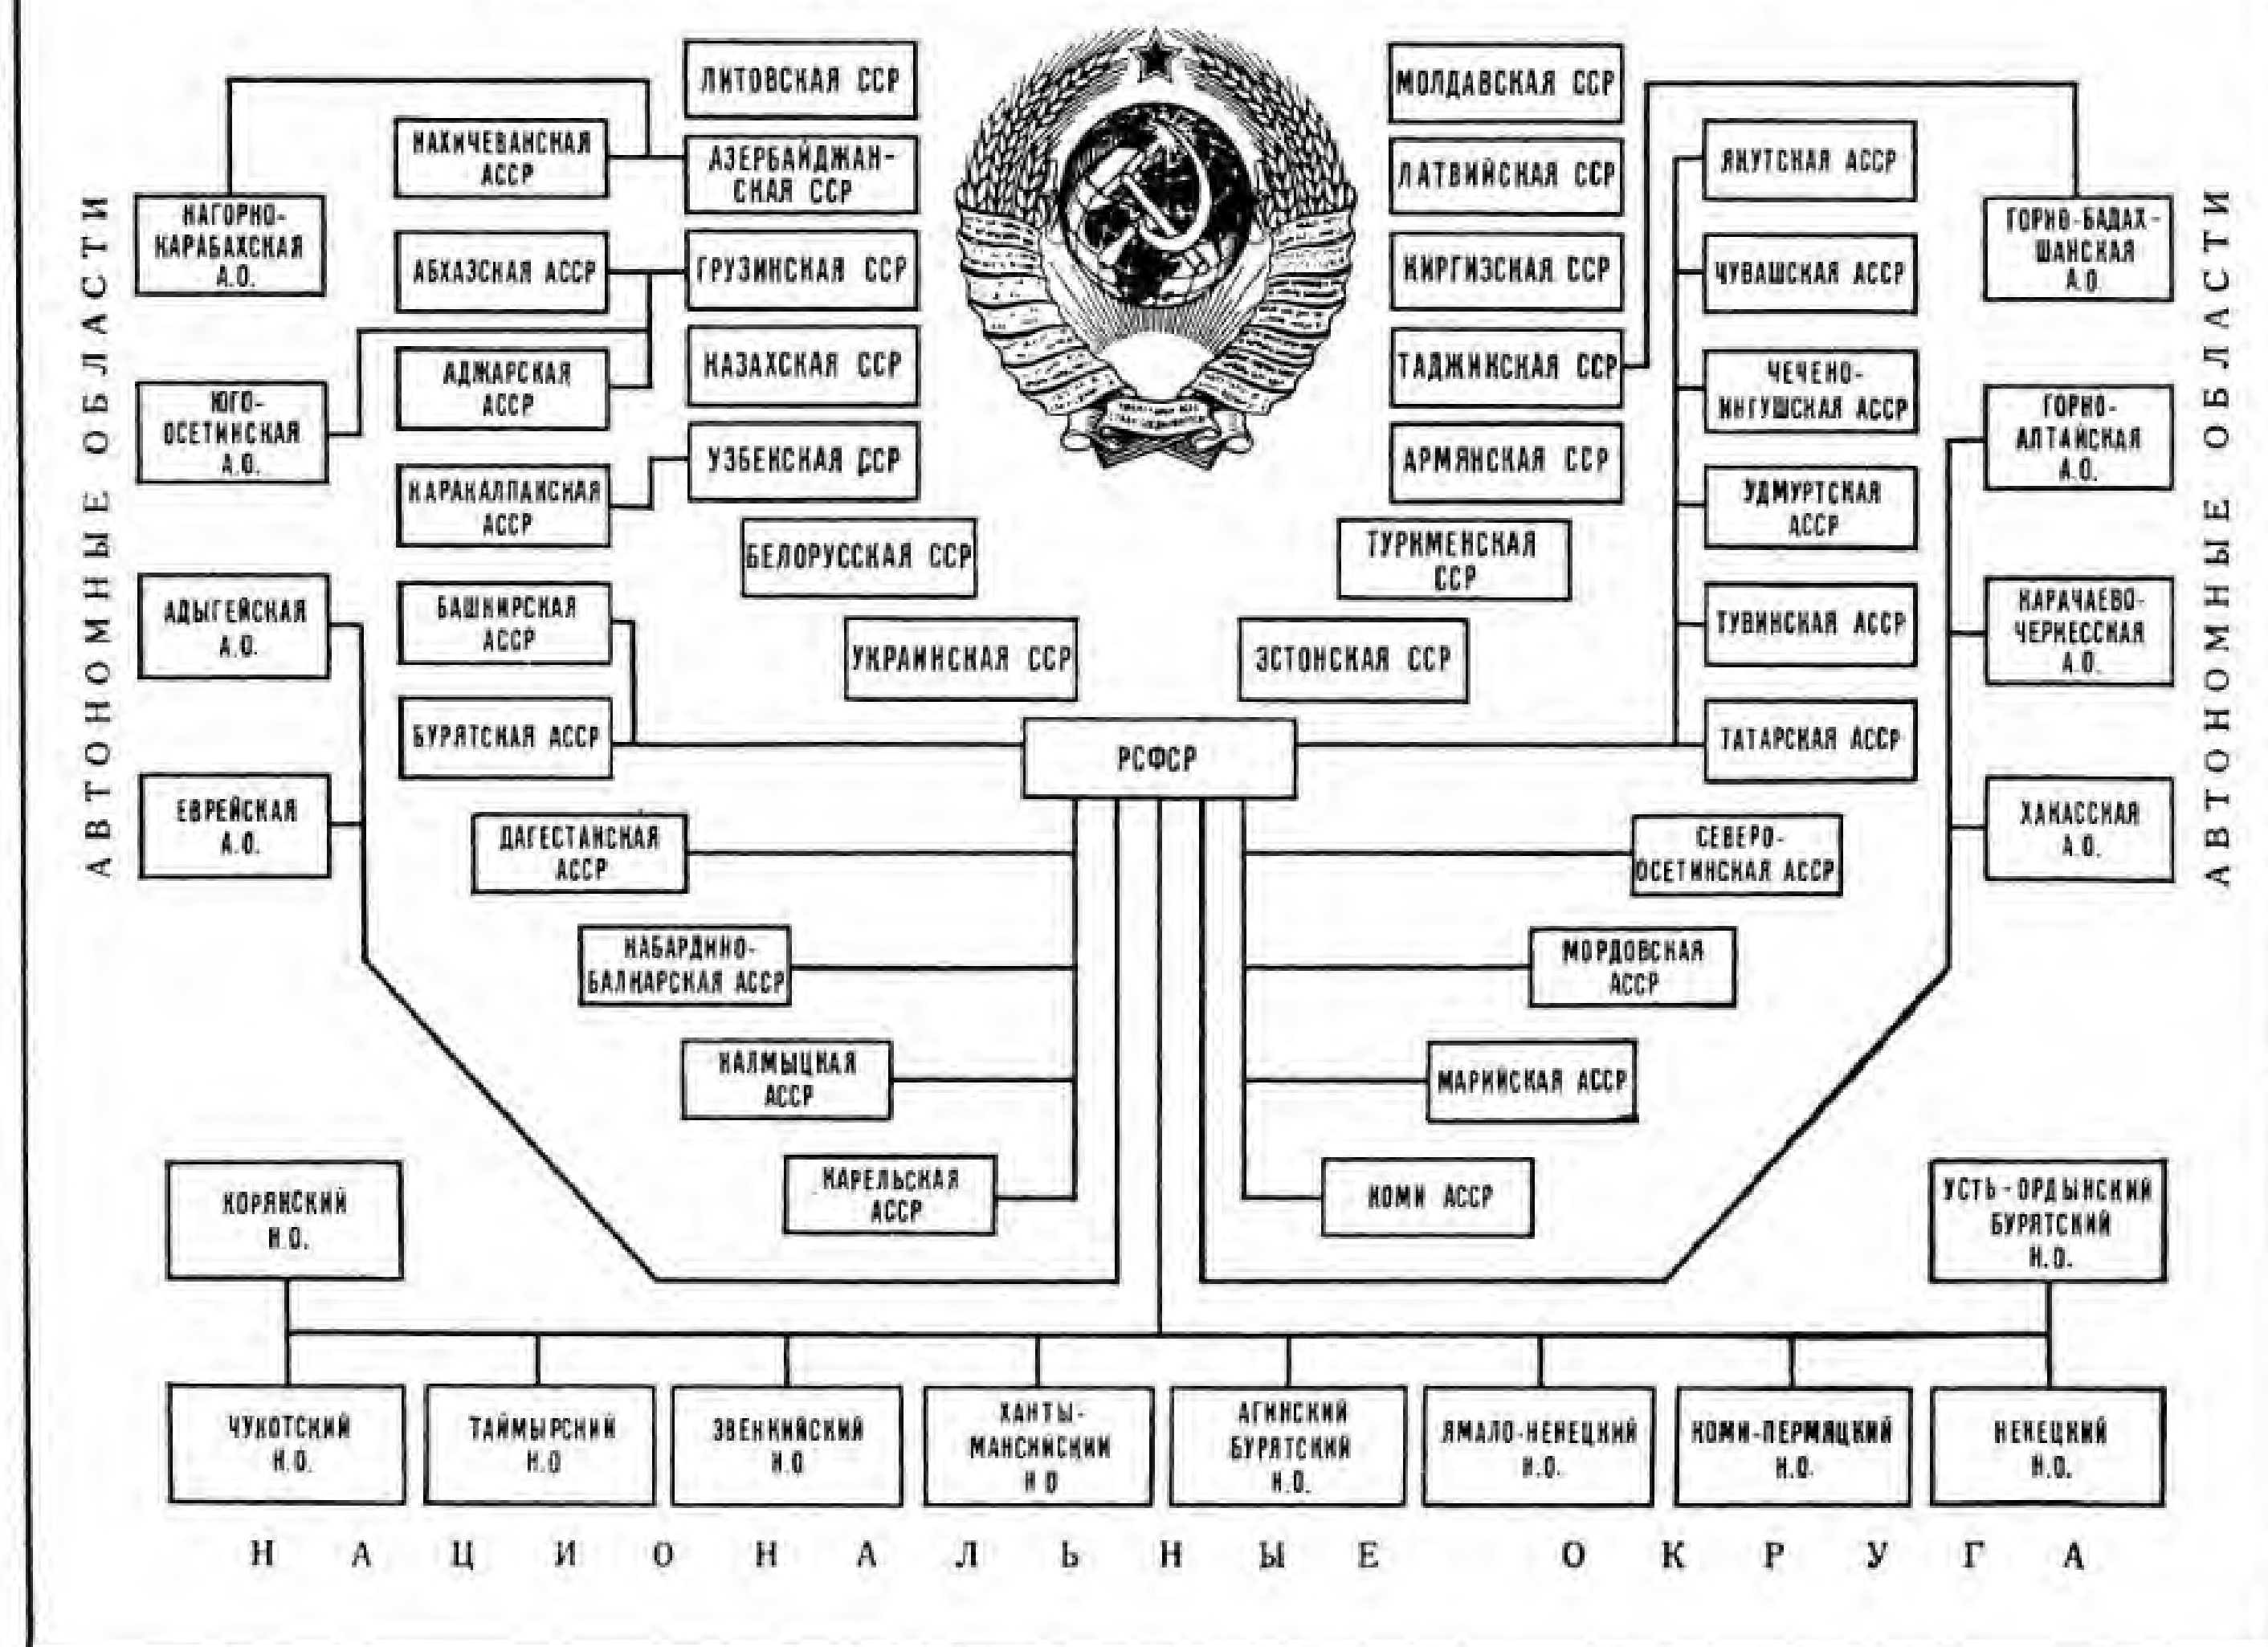 ЛИТОВСКАЯ ССР
МОЛДАВСКАЯ ССР
НАХИЧЕВАНСКАЯ
АССР
АЗЕРБАЙДЖАН-
СКАЯ ССР
ЛАТВИЙСКАЯ ССР
ЯКУТСКАЯ АССР
НАГОРНО-
КАРАБАХСКАЯ
А.О.
АБХАЗСКАЯ АССР
ГРУЗИНСКАЯ ССР
КИРГИЗСКАЯ ССР
ЧУВАШСКАЯ АССР
ГОРНО-БАДАХ-
ШАНСКАЯ
А.О.
АДЖАРСКАЯ
АССР
КАЗАХСКАЯ ССР
ТАДЖИКСКАЯ ССР
ЧЕЧЕНО-
ИНГУШСКАЯ АССР
ЮГО-
ОСЕТИНСКАЯ
А.О.
КАРАКАЛПАКСКАЯ
АССР
УЗБЕКСКАЯ ССР
АРМЯНСКАЯ ССР
УДМУРТСКАЯ
АССР
ГОРНО-
АЛТАЙСКАЯ
А.О.
БЕЛОРУССКАЯ ССР
ТУРКМЕНСКАЯ
ССР
АДЫГЕЙСКАЯ
А.О.
БАШКИРСКАЯ
АССР
УКРАИНСКАЯ ССР
ЭСТОНСКАЯ ССР
ТУВИНСКАЯ АССР
КАРАЧАЕВО-
ЧЕРКЕССКАЯ
А.О.
БУРЯТСКАЯ АССР
РСФСР
ТАТАРСКАЯ АССР
ЕВРЕЙСКАЯ
А.О.
ДАГЕСТАНСКАЯ
АССР
СЕВЕРО-
ОСЕТИНСКАЯ АССР
ХАКАССКАЯ
А.О.
КАБАРДИНО-
БАЛКАРСКАЯ АССР
МОРДОВСКАЯ
АССР
КАЛМЫЦКАЯ
АССР
МАРИЙСКАЯ АССР
КАРЕЛЬСКАЯ
АССР
КОМИ АССР
КОРЯКСКИЙ
Н.О.
УСТЬ-ОРДЫНСКИЙ
БУРЯТСКИЙ
Н.О.
ЧУКОТСКИЙ
Н.О.
ТАЙМЫРСКИЙ
Н.О
ЭВЕНКИЙСКИЙ
Н.О
ХАНТЫ-
МАНСИЙСКИЙ
Н О
АГИНСКИЙ
БУРЯТСКИЙ
Н.О.
ЯМАЛО-НЕНЕЦКИЙ
Н.О.
КОМИ-ПЕРМЯЦКИЙ
Н.О.
НЕНЕЦКИЙ
Н.О.
АВТОНОМНЫЕ ОБЛАСТИ
АВТОНОМНЫЕ ОБЛАСТИ
НАЦИОНАЛЬНЫЕ ОКРУГА